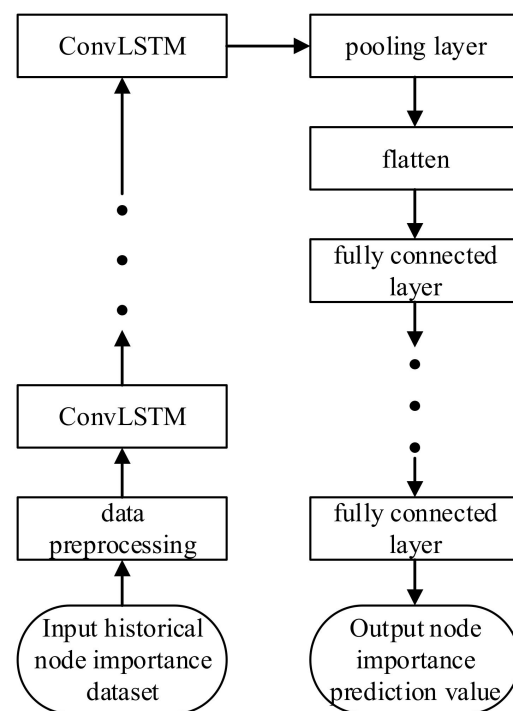 Input historical
node importance
dataset
data
preprocessing
ConvLSTM
ConvLSTM
pooling layer
flatten
fully connected
layer
fully connected
layer
Output node
importance
prediction value